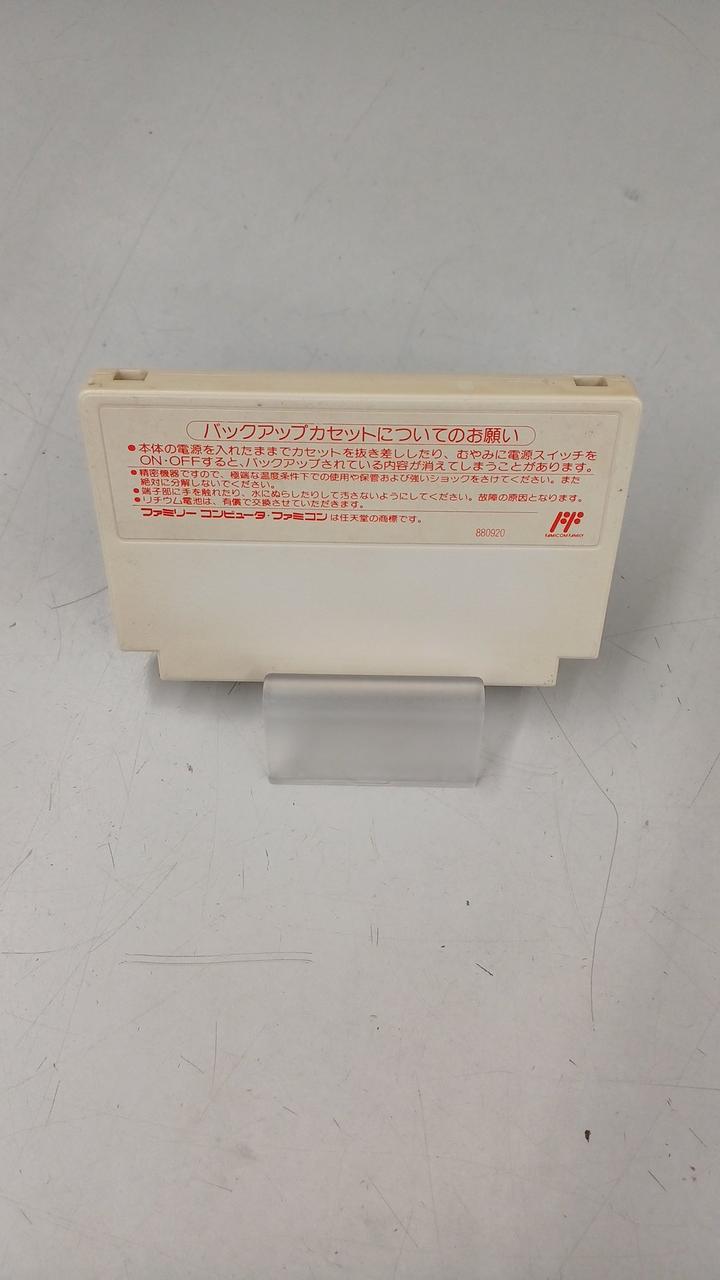 バックアップカセットについてのお願い
●本体の電源を入れたままでカセットを抜き差ししたり、むやみに電源スイッチを
ON・OFFすると、バックアップされている内容が消えてしまうことがあります。
●精密機器ですので、極端な温度条件下での使用や保管および強いショックをさけてください。また
絶対に分解しないでください。
●端子部に手を触れたり、水にぬらしたりして汚さないようにしてください。故障の原因となります。
●リチウム電池は、有償で交換させていただきます。
ファミリーコンピュータ・ファミコンは任天堂の商標です。
880920
FAMICOM FAMILY